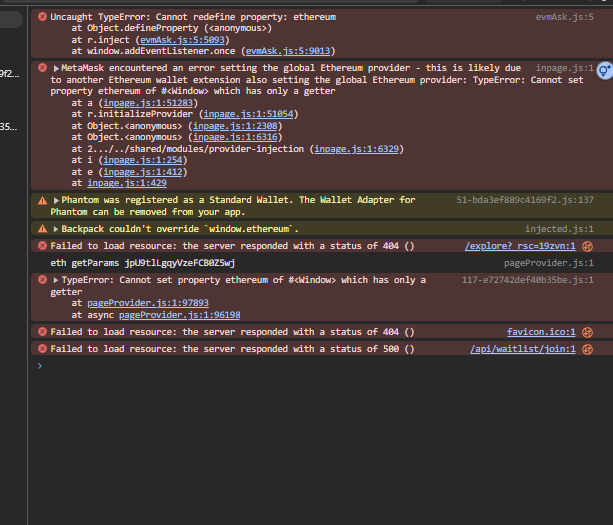 Uncaught TypeError: Cannot redefine property: ethereum evmAsk.js:5
at Object.defineProperty (<anonymous>)
at r.inject (evmAsk.js:5:5093)
at window.addEventListener.once (evmAsk.js:5:9013)
▶MetaMask encountered an error setting the global Ethereum provider - this is likely due inpage.js:1
to another Ethereum wallet extension also setting the global Ethereum provider: TypeError: Cannot set
property ethereum of #<Window> which has only a getter
at a (inpage.js:1:51283)
at r.initializeProvider (inpage.js:1:51054)
at Object.<anonymous> (inpage.js:1:2308)
at Object.<anonymous> (inpage.js:1:6316)
at 2.../../shared/modules/provider-injection (inpage.js:1:6329)
at i (inpage.js:1:254)
at e (inpage.js:1:412)
at inpage.js:1:429
▶Phantom was registered as a Standard Wallet. The Wallet Adapter for 51-bda3ef889c4169f2.js:137
Phantom can be removed from your app.
▶Backpack couldn't override `window.ethereum`. injected.js:1
Failed to load resource: the server responded with a status of 404 () /explore?_rsc=19zvn:1
eth getParams jpU9tlLgqyVzeFCB0Z5wj pageProvider.js:1
▶TypeError: Cannot set property ethereum of #<Window> which has only a 117-e72742def40b35be.js:1
getter
at pageProvider.js:1:97893
at async pageProvider.js:1:96198
Failed to load resource: the server responded with a status of 404 () favicon.ico:1
Failed to load resource: the server responded with a status of 500 () /api/waitlist/join:1
9f2...
35...